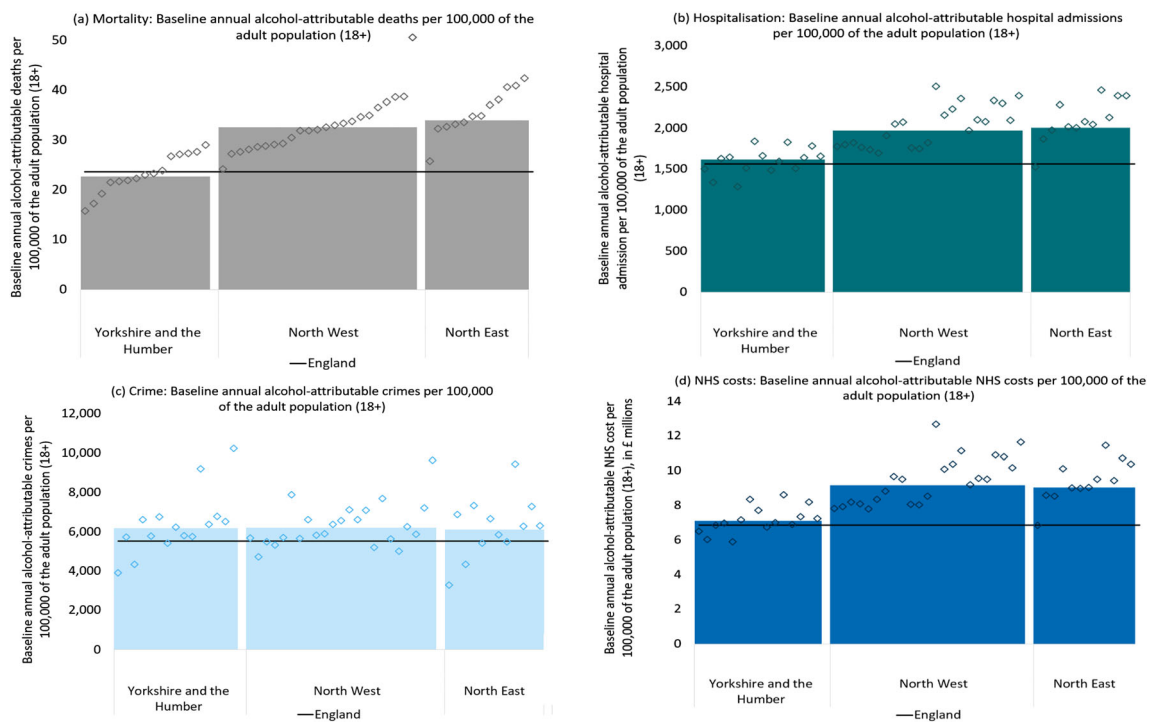 (a) Mortality: Baseline annual alcohol-attributable deaths per 100,000 of the
adult population (18+)
Baseline annual alcohol-attributable deaths per
100,000 of the adult population (18+)
50
40
30
20
10
0
Yorkshire and the
Humber
North West
North East
England
(b) Hospitalisation: Baseline annual alcohol-attributable hospital admissions
per 100,000 of the adult population (18+)
Baseline annual alcohol-attributable hospital
admission per 100,000 of the adult population
(18+)
3,000
2,500
2,000
1,500
1,000
500
0
Yorkshire and the
Humber
North West
North East
England
(c) Crime: Baseline annual alcohol-attributable crimes per 100,000
of the adult population (18+)
Baseline annual alcohol-attributable crimes per
100,000 of the adult population (18+)
12,000
10,000
8,000
6,000
4,000
2,000
0
Yorkshire and the
Humber
North West
North East
England
(d) NHS costs: Baseline annual alcohol-attributable NHS costs per 100,000 of the
adult population (18+)
Baseline annual alcohol-attributable NHS cost per
100,000 of the adult population (18+), in £ millions
14
12
10
8
6
4
2
0
Yorkshire and the
Humber
North West
North East
England